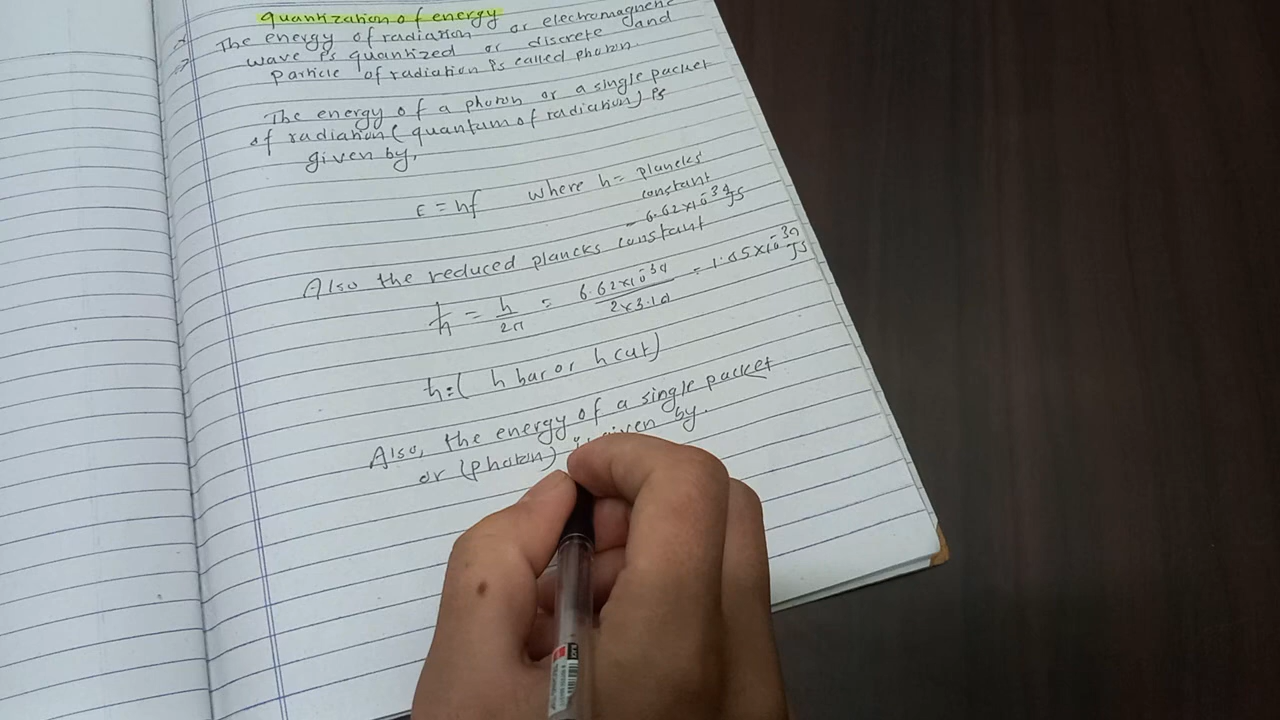 quantization of energy
The energy of radiation or electromagnetic
wave is quantized or discrete and
particle of radiation is called photon.
The energy of a photon or a single packet
of radiation (quantum of radiation) is
given by,
E = hf where h = plancks'
constant
= 6.62×10⁻³⁴ JS
Also the reduced plancks constant
ħ = h/2π = 6.62×10⁻³⁴/2×3.14 = 1.05×10⁻³⁴ JS
ħ=( h bar or h cut)
Also, the energy of a single packet
or (photon) is given by.